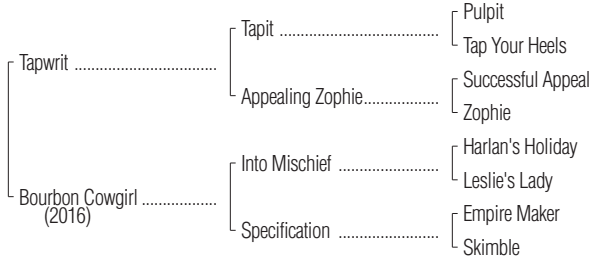 Pulpit
Tapit ................................
Tap Your Heels
Tapwrit ............................
Successful Appeal
Appealing Zophie...............
Zophie
Harlan's Holiday
Into Mischief ....................
Leslie's Lady
Bourbon Cowgirl ...............
(2016)
Empire Maker
Specification ....................
Skimble